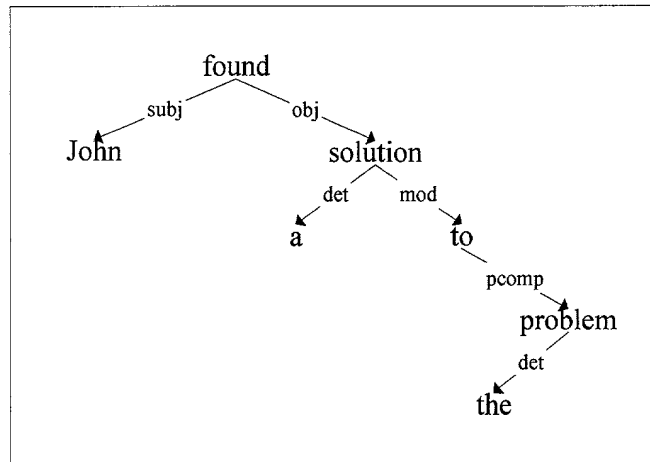 found
subj obj
John solution
det mod
a to
pcomp
problem
det
the